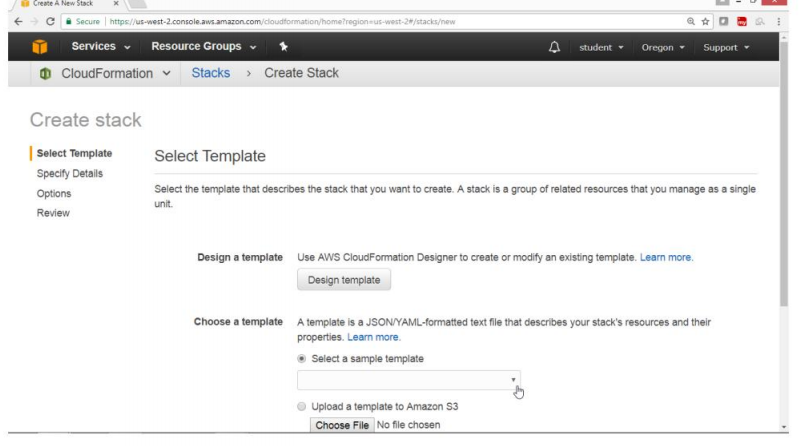 Create A New Stack
Secure https://us-west-2.console.aws.amazon.com/cloudformation/home?region=us-west-2#/stacks/new
Services Resource Groups student Oregon Support
CloudFormation Stacks > Create Stack
Create stack
Select Template
Specify Details
Options
Review
Select Template
Select the template that describes the stack that you want to create. A stack is a group of related resources that you manage as a single
unit.
Design a template Use AWS CloudFormation Designer to create or modify an existing template. Learn more.
Design template
Choose a template A template is a JSON/YAML-formatted text file that describes your stack's resources and their
properties. Learn more.
Select a sample template
Upload a template to Amazon S3
Choose File No file chosen